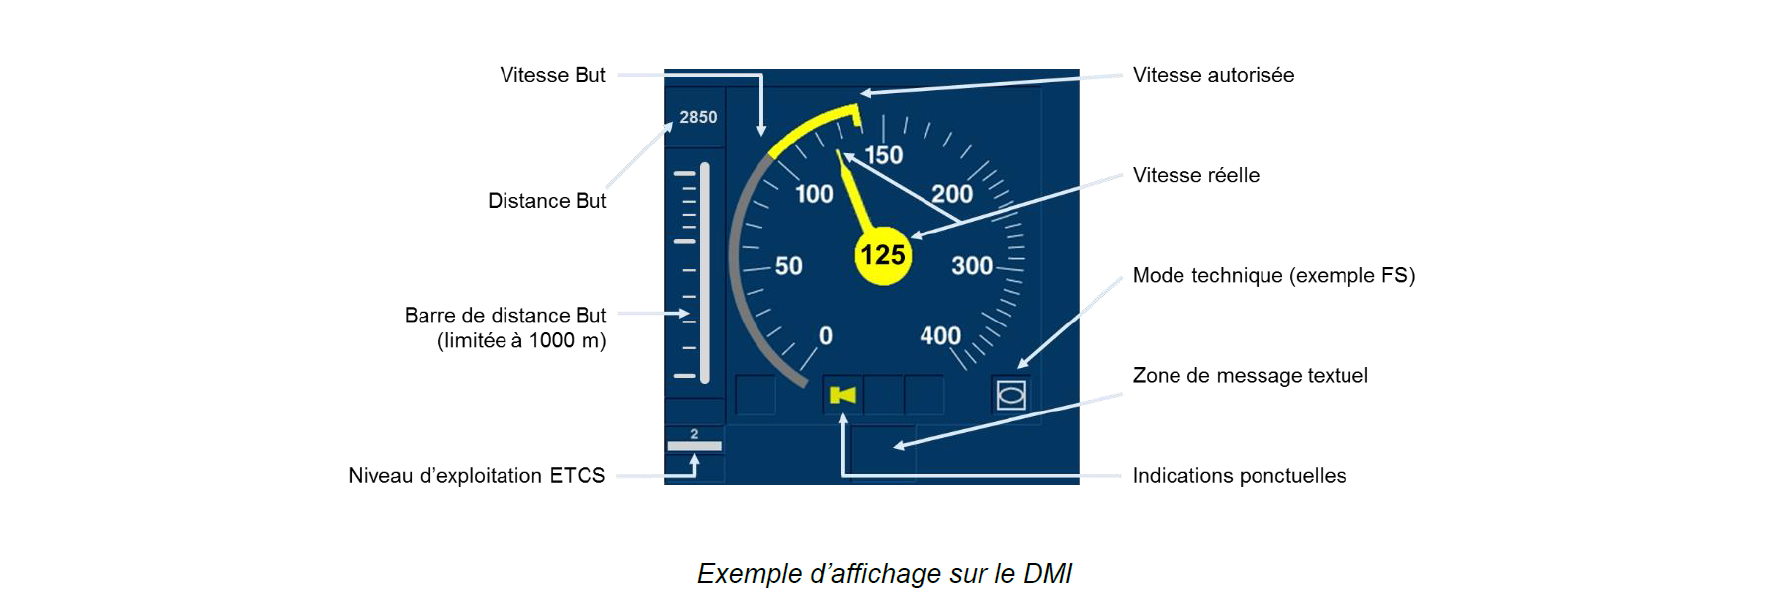 Vitesse But
Vitesse autorisée
2850
150
Vitesse réelle
100
200
Distance But
125
50
300
Mode technique (exemple FS)
Barre de distance But
(limitée à 1000 m)
0
400
Zone de message textuel
2
Niveau d'exploitation ETCS
Indications ponctuelles
Exemple d'affichage sur le DMI